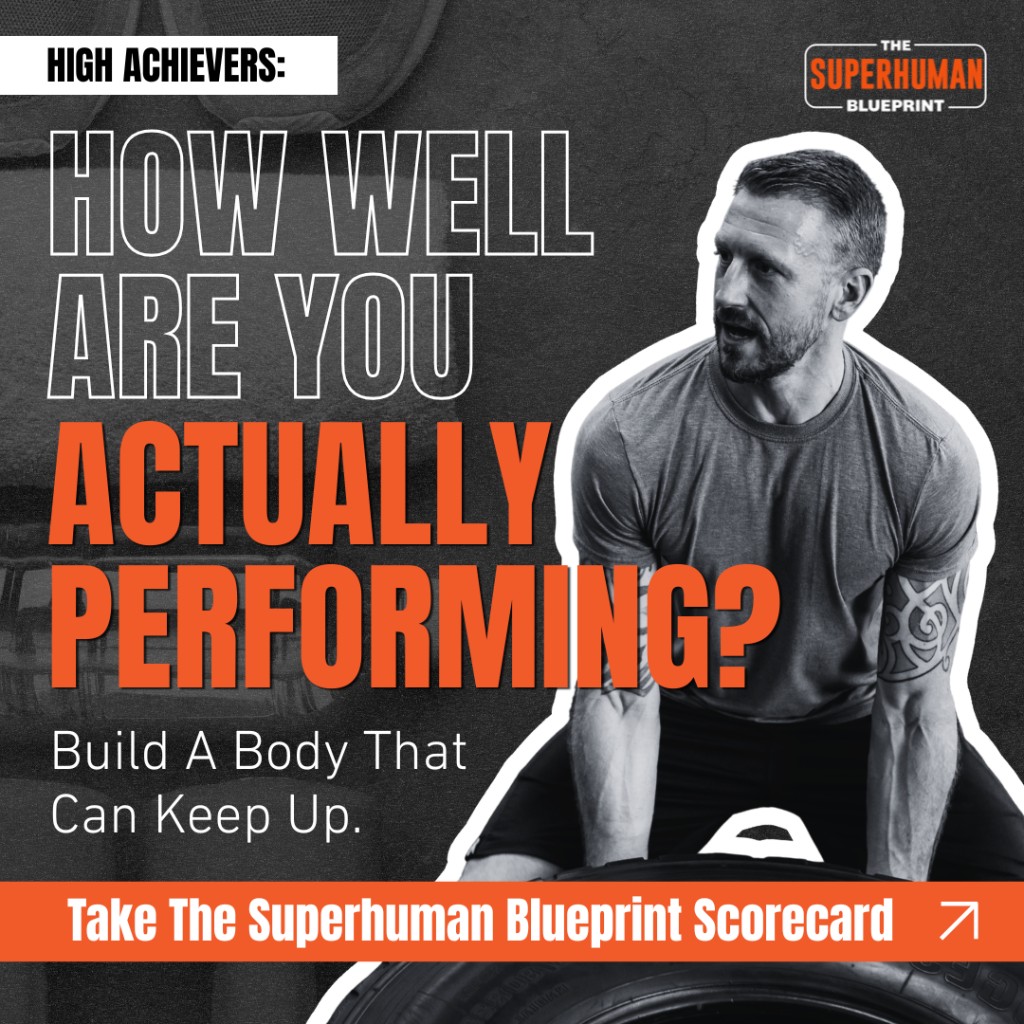 HIGH ACHIEVERS:
THE
SUPERHUMAN
BLUEPRINT
HOW WELL
ARE YOU
ACTUALLY
PERFORMING?
Build A Body That
Can Keep Up.
Take The Superhuman Blueprint Scorecard